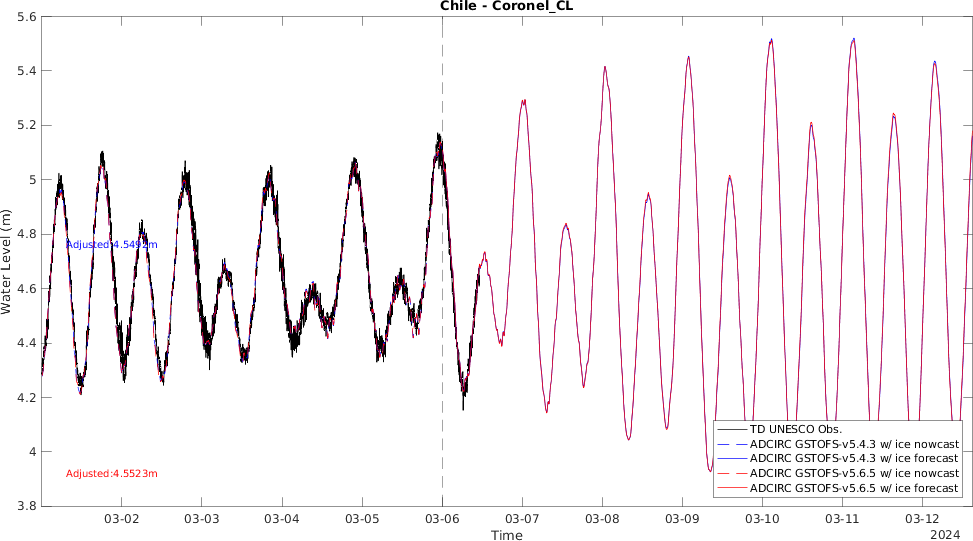 Chile - Coronel_CL
Water Level (m)
5.6
5.4
5.2
5
4.8
4.6
4.4
4.2
4
3.8
Adjusted:4.5492m
Adjusted:4.5523m
TD UNESCO Obs.
ADCIRC GSTOFS-v5.4.3 w/ ice nowcast
ADCIRC GSTOFS-v5.4.3 w/ ice forecast
ADCIRC GSTOFS-v5.6.5 w/ ice nowcast
ADCIRC GSTOFS-v5.6.5 w/ ice forecast
03-02 03-03 03-04 03-05 03-06 03-07 03-08 03-09 03-10 03-11 03-12
Time
2024